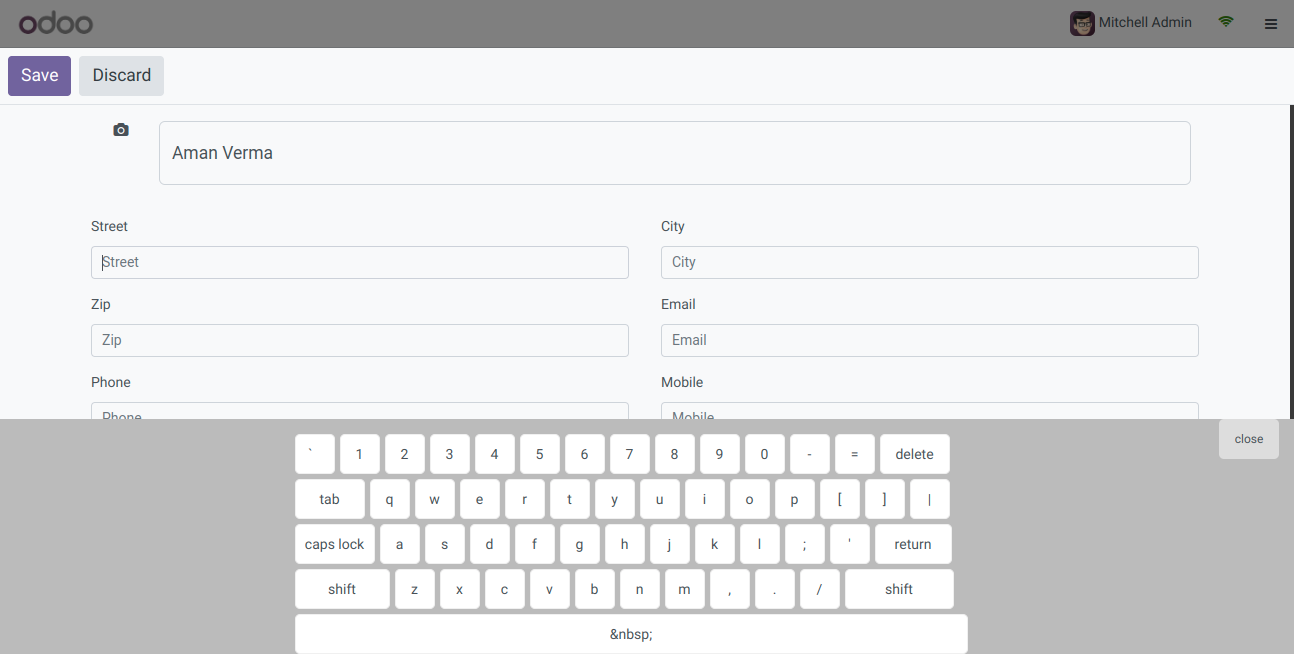 odoo
Mitchell Admin
Save Discard
Aman Verma
Street City
Street City
Zip Email
Zip Email
Phone Mobile
Phone Mobile
close
` 1 2 3 4 5 6 7 8 9 0 - = delete
tab q w e r t y u i o p [ ] |
caps lock a s d f g h j k l ; ' return
shift z x c v b n m , . / shift
&nbsp;